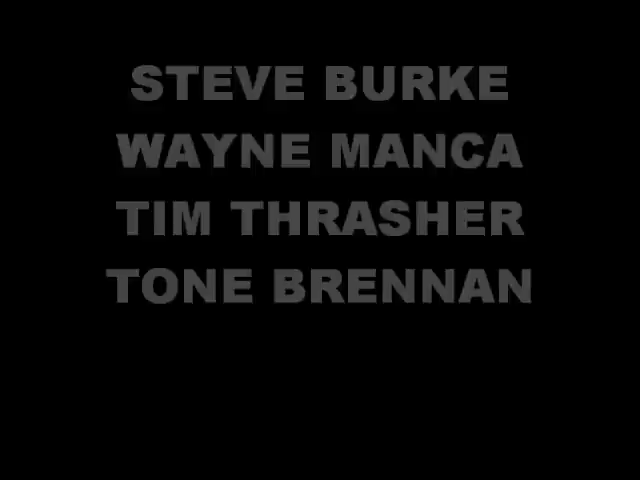 STEVE BURKE
WAYNE MANCA
TIM THRASHER
TONE BRENNAN